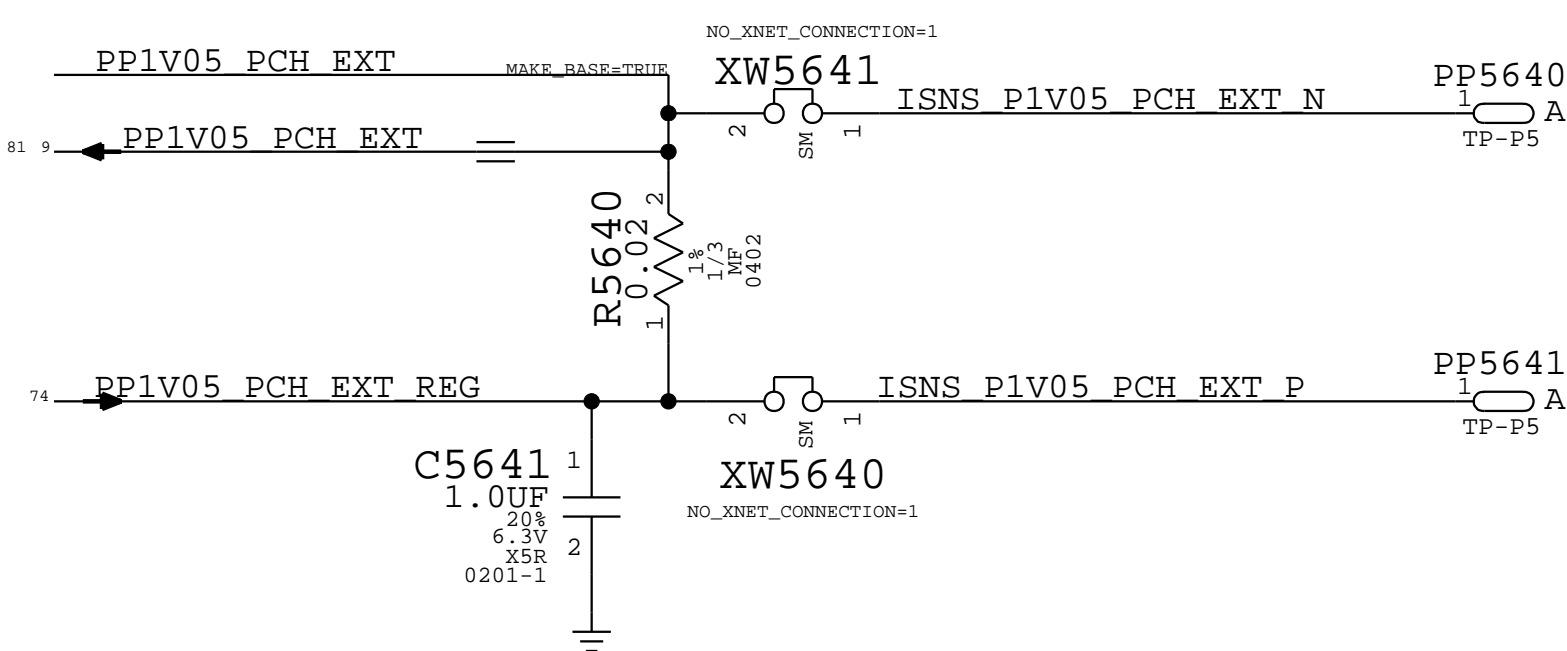 NO_XNET_CONNECTION=1
PP1V05_PCH_EXT
MAKE_BASE=TRUE
XW5641
ISNS_P1V05_PCH_EXT_N
PP5640
1
A
TP-P5
2
SM
1
81 9
PP1V05_PCH_EXT
2
R5640
0.02
1%
1/3
MF
0402
1
74
PP1V05_PCH_EXT_REG
ISNS_P1V05_PCH_EXT_P
PP5641
1
A
TP-P5
2
SM
1
XW5640
NO_XNET_CONNECTION=1
C5641
1
1.0UF
20%
6.3V
X5R
0201-1
2